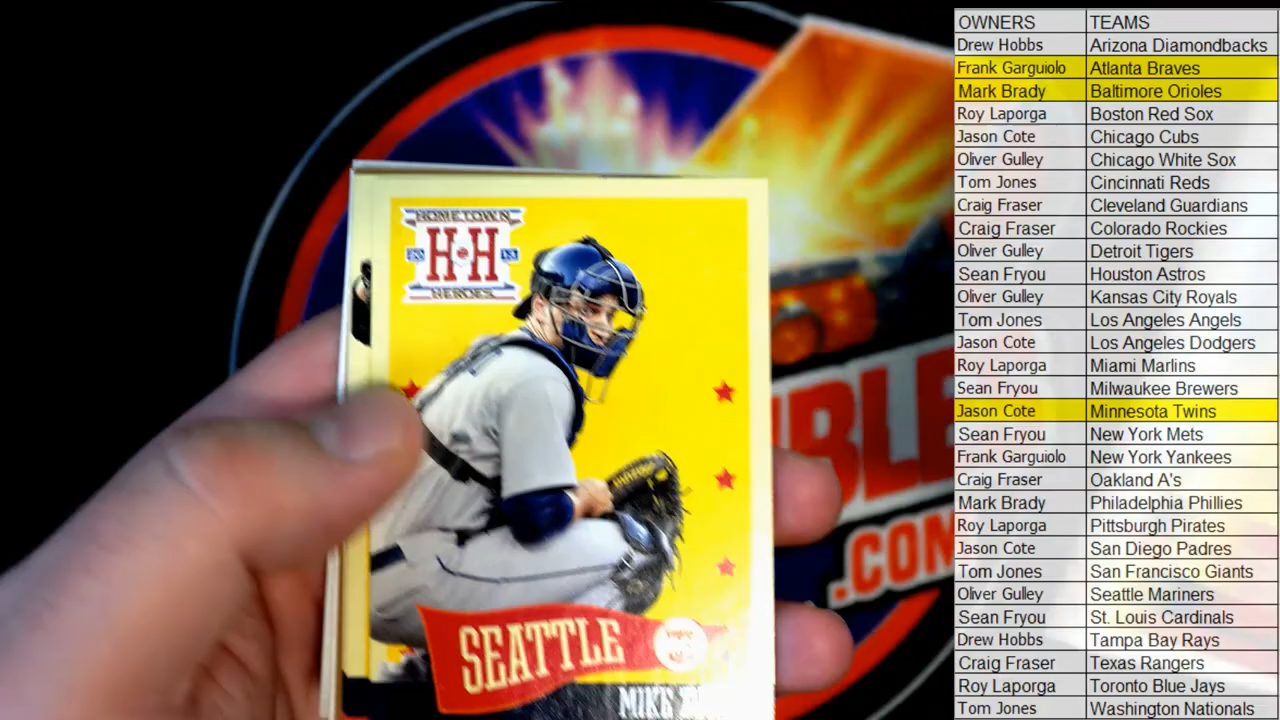 HOMETOWN
20 13
H H
HEROES
SEATTLE
MIKE
BLE
.COM
OWNERS TEAMS
Drew Hobbs Arizona Diamondbacks
Frank Garguiolo Atlanta Braves
Mark Brady Baltimore Orioles
Roy Laporga Boston Red Sox
Jason Cote Chicago Cubs
Oliver Gulley Chicago White Sox
Tom Jones Cincinnati Reds
Craig Fraser Cleveland Guardians
Craig Fraser Colorado Rockies
Oliver Gulley Detroit Tigers
Sean Fryou Houston Astros
Oliver Gulley Kansas City Royals
Tom Jones Los Angeles Angels
Jason Cote Los Angeles Dodgers
Roy Laporga Miami Marlins
Sean Fryou Milwaukee Brewers
Jason Cote Minnesota Twins
Sean Fryou New York Mets
Frank Garguiolo New York Yankees
Craig Fraser Oakland A's
Mark Brady Philadelphia Phillies
Roy Laporga Pittsburgh Pirates
Jason Cote San Diego Padres
Tom Jones San Francisco Giants
Oliver Gulley Seattle Mariners
Sean Fryou St. Louis Cardinals
Drew Hobbs Tampa Bay Rays
Craig Fraser Texas Rangers
Roy Laporga Toronto Blue Jays
Tom Jones Washington Nationals